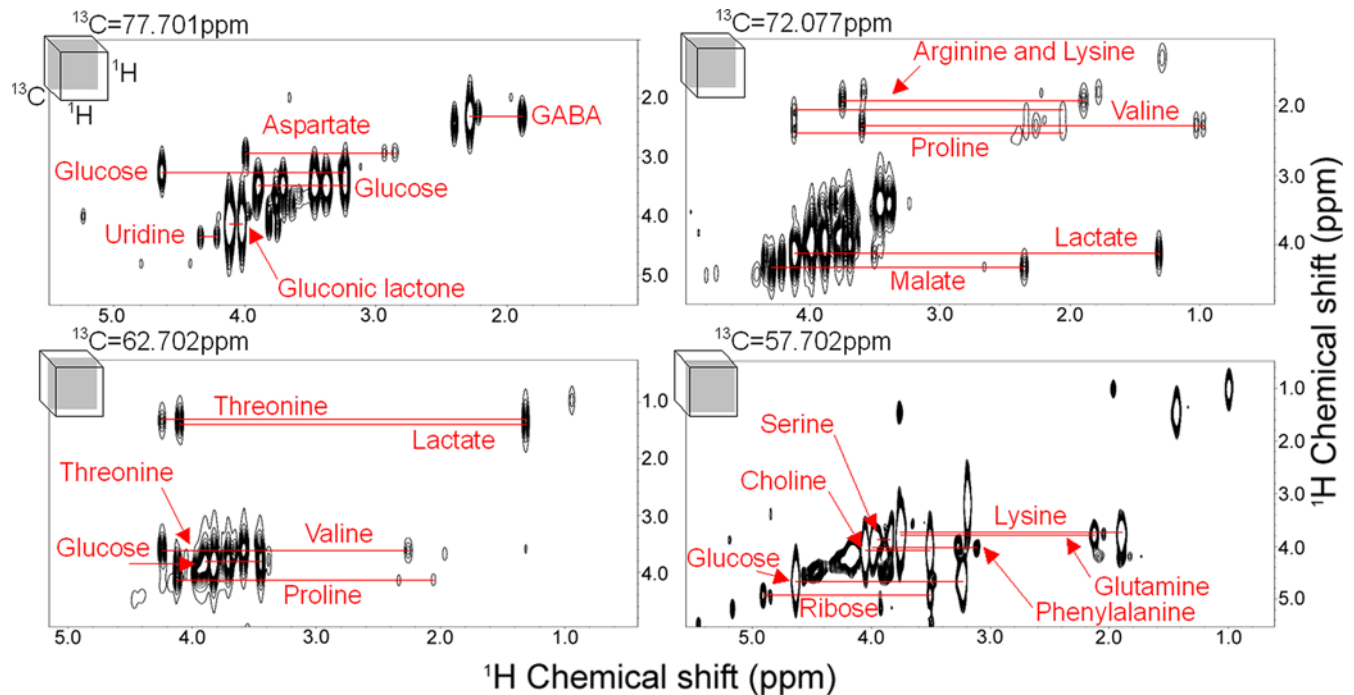 ¹³C=77.701ppm
¹H
¹³C
¹H
Aspartate
GABA
Glucose
Glucose
Uridine
Gluconic lactone
2.0
3.0
4.0
5.0
5.0 4.0 3.0 2.0
¹³C=72.077ppm
Arginine and Lysine
Valine
Proline
Lactate
Malate
2.0
3.0
4.0
4.0 3.0 2.0 1.0
¹³C=62.702ppm
Threonine
Lactate
Threonine
Valine
Glucose
Proline
1.0
2.0
3.0
4.0
5.0 4.0 3.0 2.0 1.0
¹³C=57.702ppm
Serine
Choline
Lysine
Glucose
Glutamine
Ribose
Phenylalanine
1.0
2.0
3.0
4.0
5.0
5.0 4.0 3.0 2.0 1.0
¹H Chemical shift (ppm)
¹H Chemical shift (ppm)